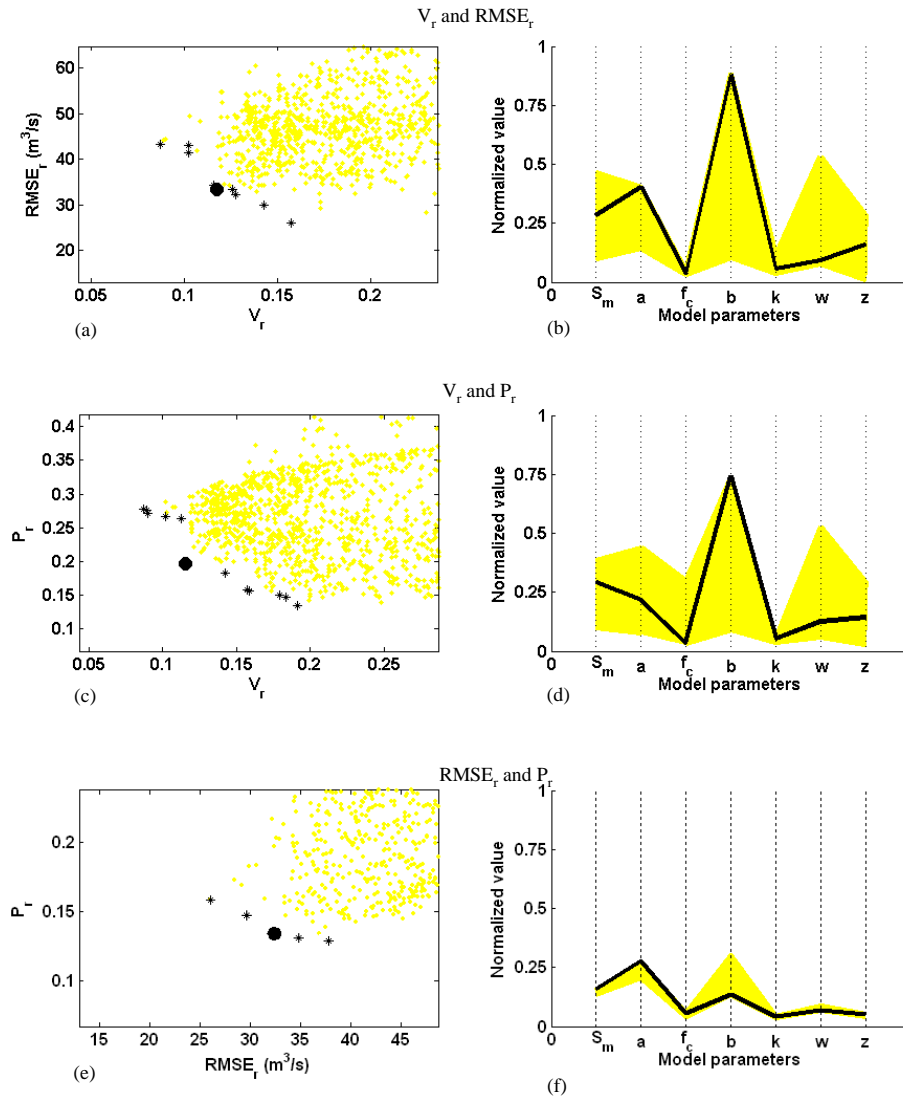 V_r and RMSE_r
60
50
40
30
20
0.05 0.1 0.15 0.2
RMSE_r (m^3/s)
V_r
(a)
1
0.75
0.5
0.25
0
0 S_m a f_c b k w z
Normalized value
Model parameters
(b)
V_r and P_r
0.4
0.35
0.3
0.25
0.2
0.15
0.1
0.05 0.1 0.15 0.2 0.25
P_r
V_r
(c)
1
0.75
0.5
0.25
0
0 S_m a f_c b k w z
Normalized value
Model parameters
(d)
RMSE_r and P_r
0.2
0.15
0.1
15 20 25 30 35 40 45
P_r
RMSE_r (m^3/s)
(e)
1
0.75
0.5
0.25
0
0 S_m a f_c b k w z
Normalized value
Model parameters
(f)